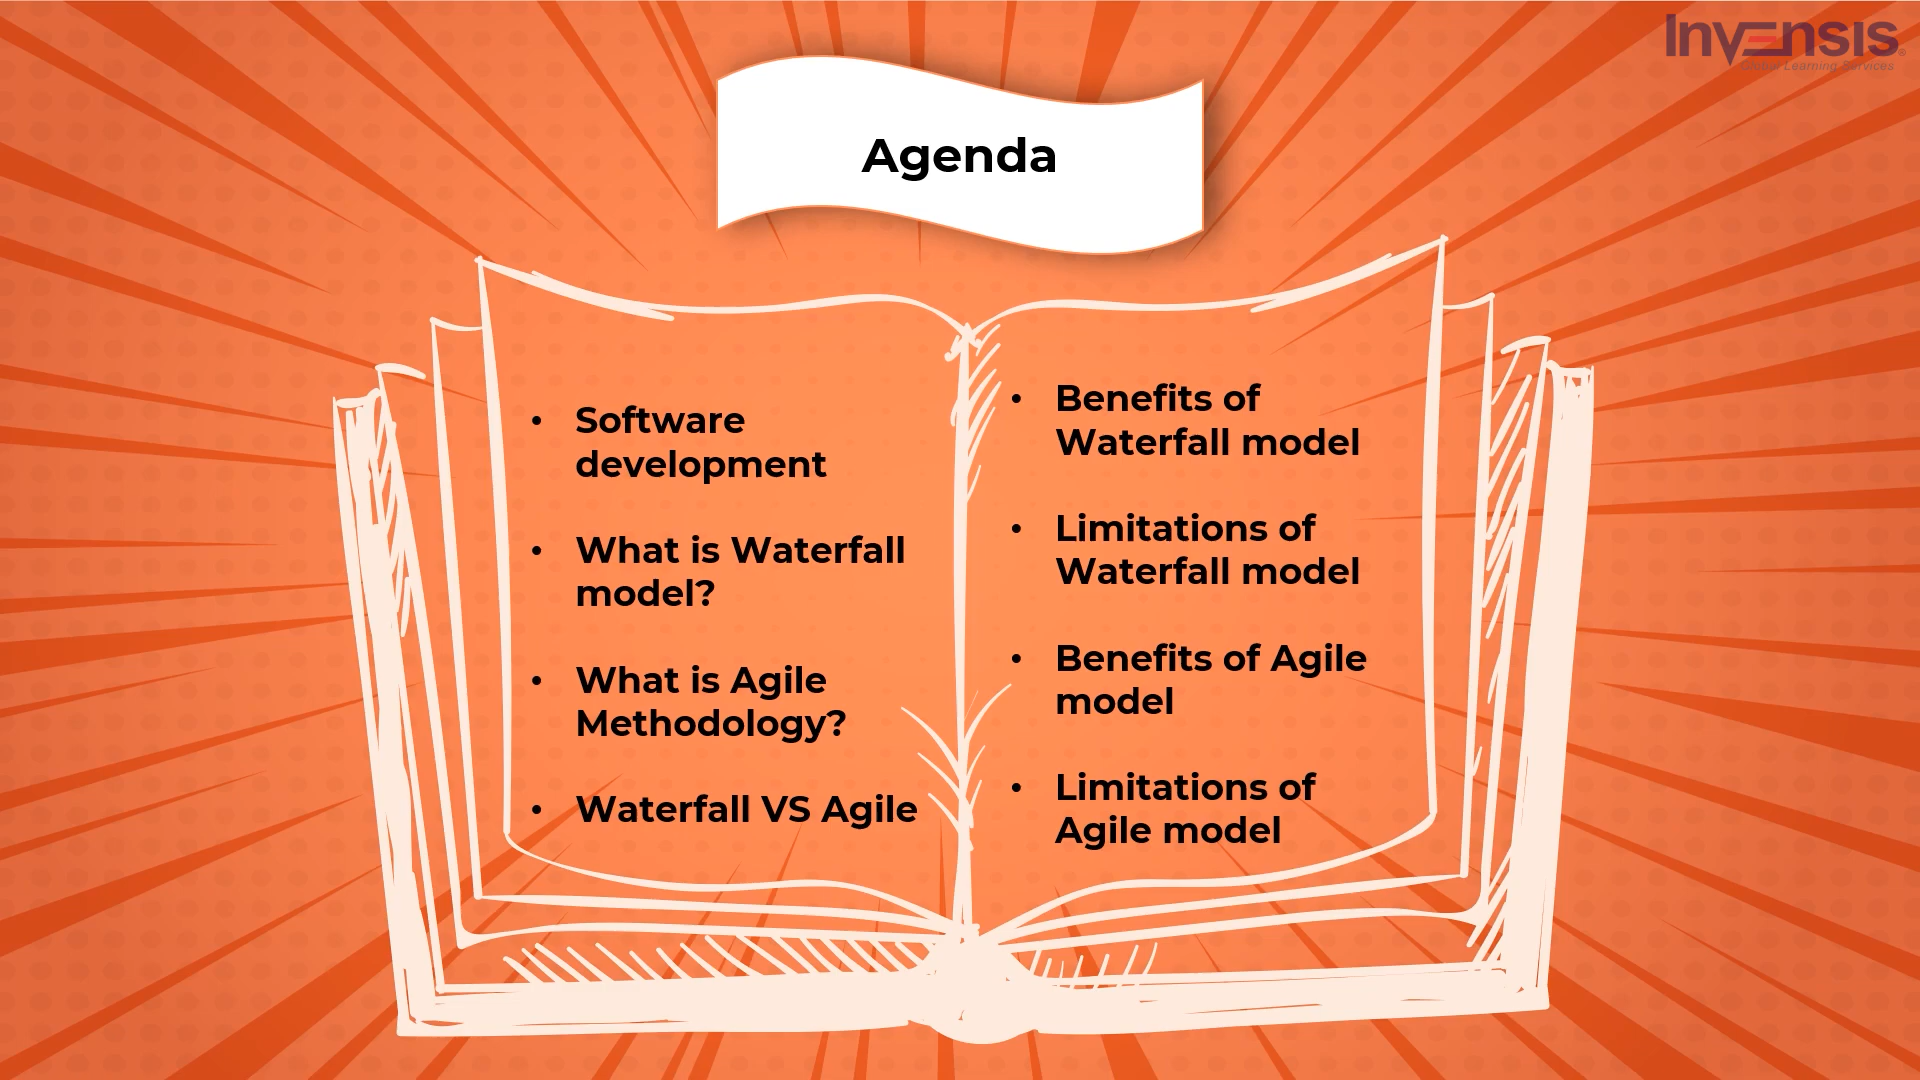 Invensis
Global Learning Services
Agenda
• Software
development
• What is Waterfall
model?
• What is Agile
Methodology?
• Waterfall VS Agile
• Benefits of
Waterfall model
• Limitations of
Waterfall model
• Benefits of Agile
model
• Limitations of
Agile model